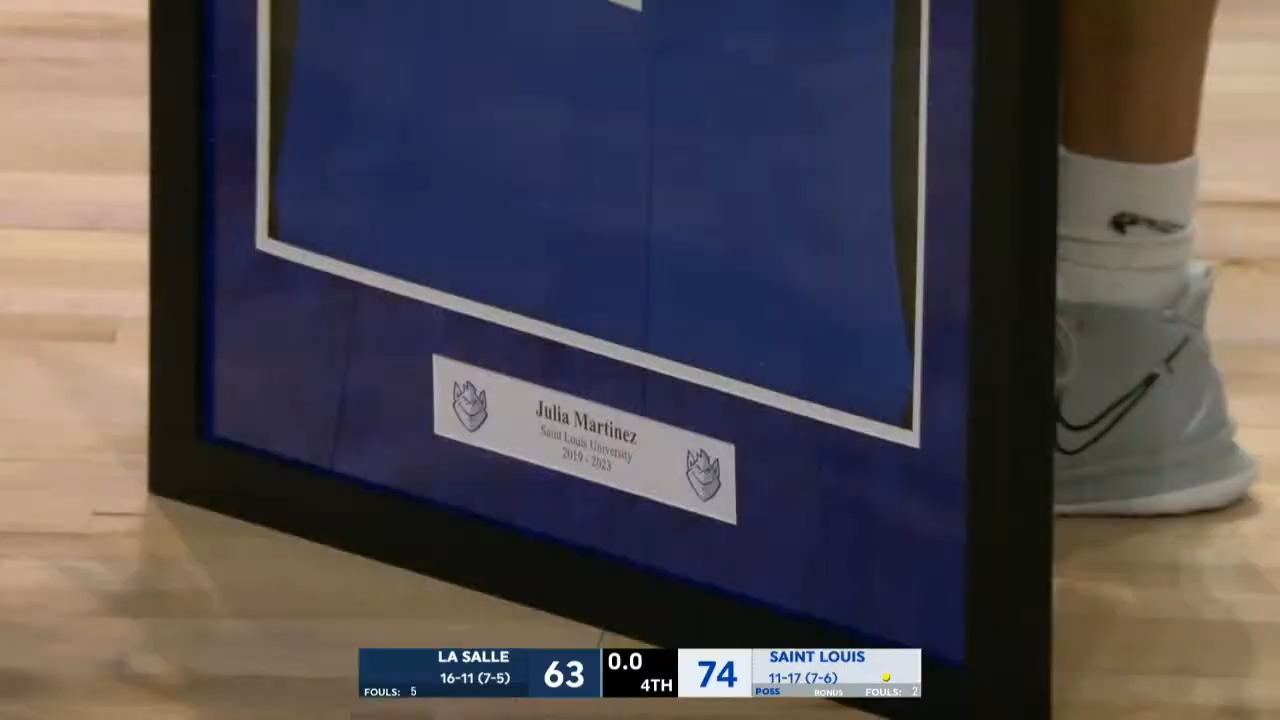 Julia Martinez
Saint Louis University
2019 - 2023
LA SALLE
16-11 (7-5)
FOULS: 5
63
0.0
4TH
74
SAINT LOUIS
11-17 (7-6)
POSS
BONUS
FOULS: 2